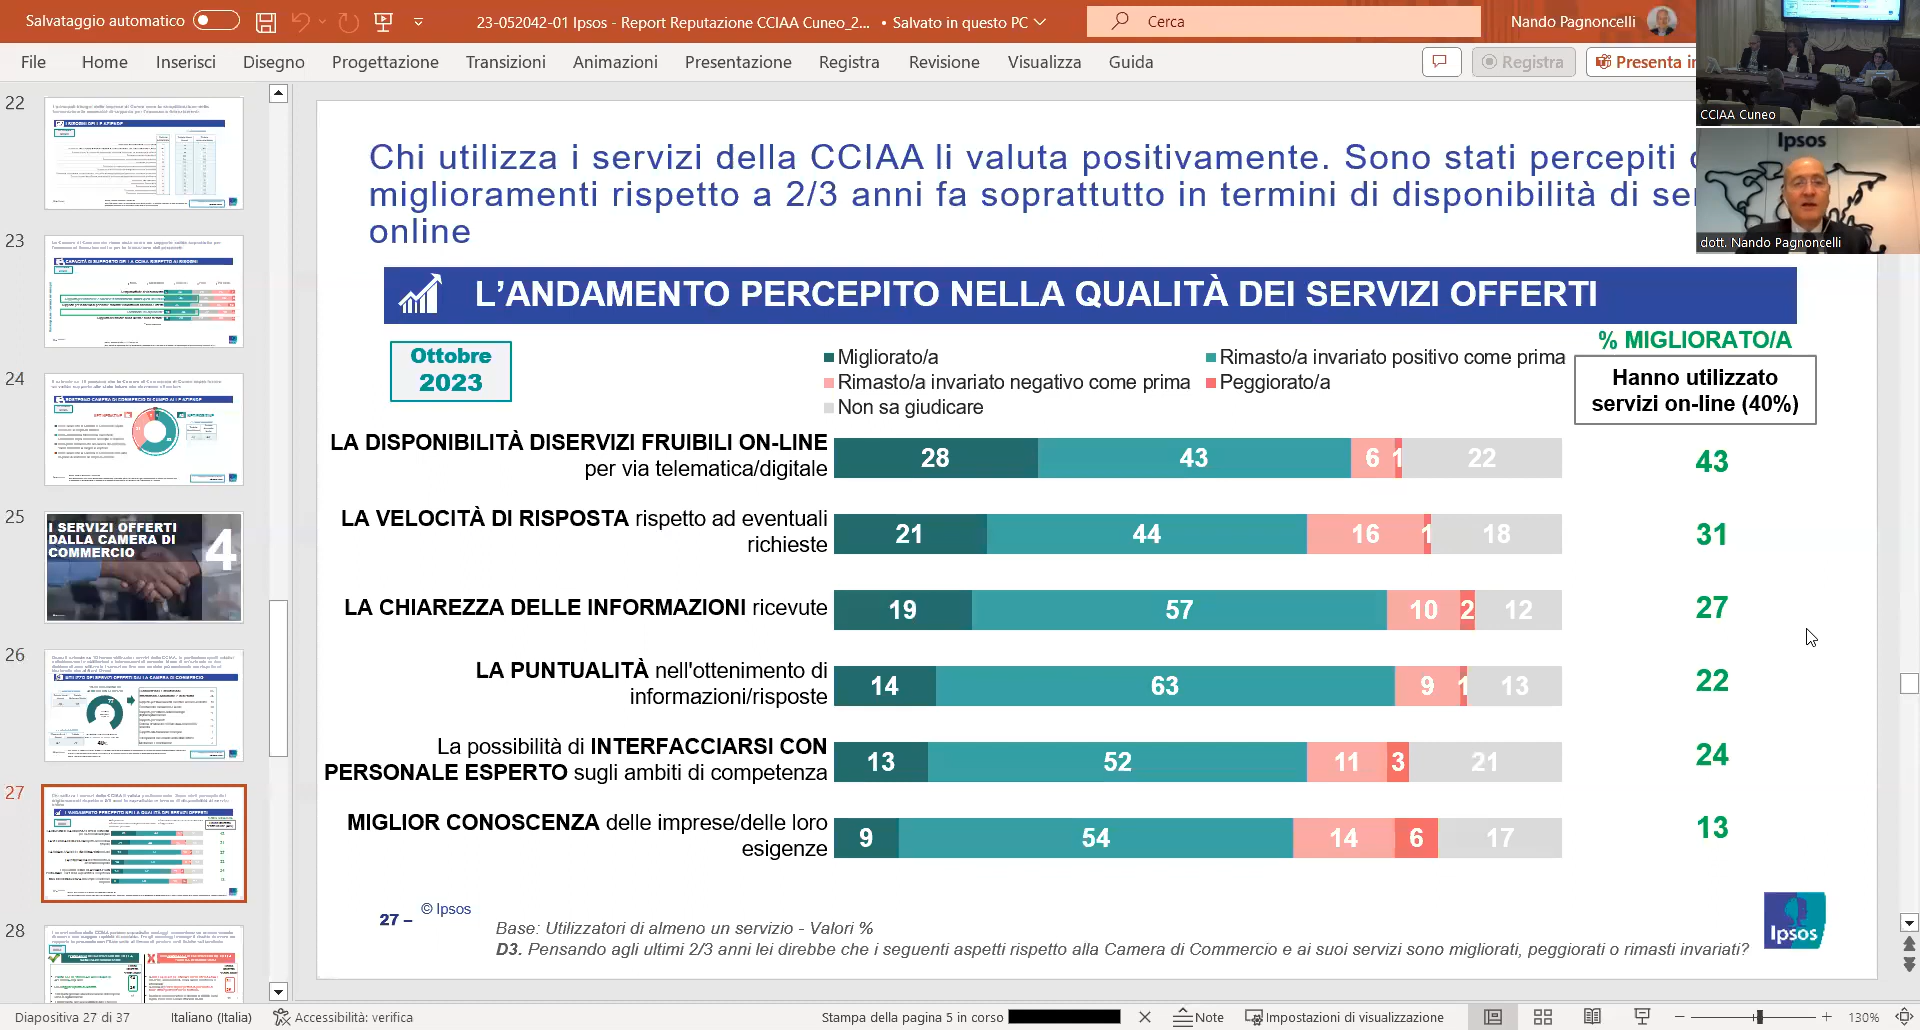 Salvataggio automatico
23-052042-01 Ipsos - Report Reputazione CCIAA Cuneo_2... • Salvato in questo PC
Cerca
Nando Pagnoncelli
File Home Inserisci Disegno Progettazione Transizioni Animazioni Presentazione Registra Revisione Visualizza Guida
Registra
Presenta in
CCIAA Cuneo
Ipsos
dott. Nando Pagnoncelli
22
23
24
25
I SERVIZI OFFERTI
DALLA CAMERA DI
COMMERCIO
4
26
27
28
Chi utilizza i servizi della CCIAA li valuta positivamente. Sono stati percepiti
miglioramenti rispetto a 2/3 anni fa soprattutto in termini di disponibilità di se
online
L’ANDAMENTO PERCEPITO NELLA QUALITÀ DEI SERVIZI OFFERTI
Ottobre
2023
Migliorato/a
Rimasto/a invariato positivo come prima
Rimasto/a invariato negativo come prima
Peggiorato/a
Non sa giudicare
% MIGLIORATO/A
Hanno utilizzato
servizi on-line (40%)
LA DISPONIBILITÀ DISERVIZI FRUIBILI ON-LINE
per via telematica/digitale
28 43 6 1 22 43
LA VELOCITÀ DI RISPOSTA rispetto ad eventuali
richieste
21 44 16 1 18 31
LA CHIAREZZA DELLE INFORMAZIONI ricevute
19 57 10 2 12 27
LA PUNTUALITÀ nell'ottenimento di
informazioni/risposte
14 63 9 1 13 22
La possibilità di INTERFACCIARSI CON
PERSONALE ESPERTO sugli ambiti di competenza
13 52 11 3 21 24
MIGLIOR CONOSCENZA delle imprese/delle loro
esigenze
9 54 14 6 17 13
27 –
© Ipsos
Base: Utilizzatori di almeno un servizio - Valori %
D3. Pensando agli ultimi 2/3 anni lei direbbe che i seguenti aspetti rispetto alla Camera di Commercio e ai suoi servizi sono migliorati, peggiorati o rimasti invariati?
Ipsos
Diapositiva 27 di 37
Italiano (Italia)
Accessibilità: verifica
Stampa della pagina 5 in corso
Note
Impostazioni di visualizzazione
130%